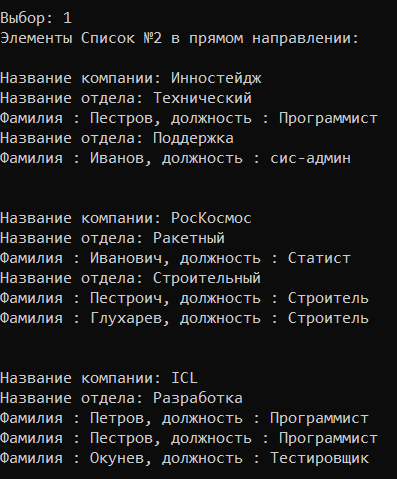 Выбор: 1
Элементы Список №2 в прямом направлении:
Название компании: Инностейдж
Название отдела: Технический
Фамилия : Пестров, должность : Программист
Название отдела: Поддержка
Фамилия : Иванов, должность : сис-админ
Название компании: РосКосмос
Название отдела: Ракетный
Фамилия : Иванович, должность : Статист
Название отдела: Строительный
Фамилия : Пестроич, должность : Строитель
Фамилия : Глухарев, должность : Строитель
Название компании: ICL
Название отдела: Разработка
Фамилия : Петров, должность : Программист
Фамилия : Пестров, должность : Программист
Фамилия : Окунев, должность : Тестировщик